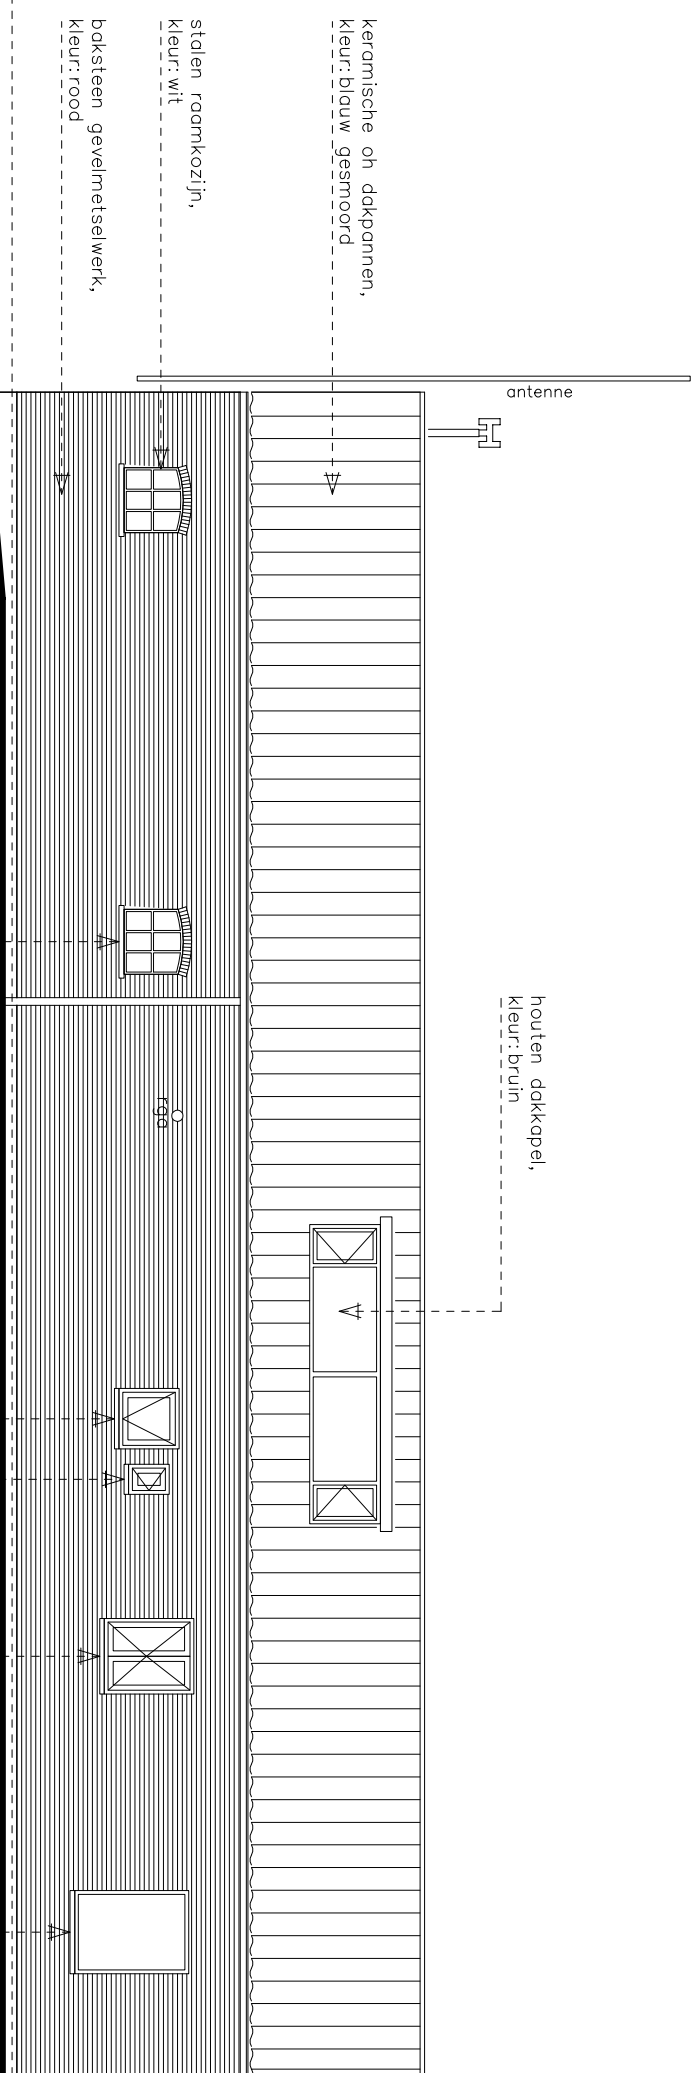 keramische oh dakpannen,
kleur: blauw gesmoord
stalen raamkozijn,
kleur: wit
baksteen gevelmetselwerk,
kleur: rood
antenne
houten dakkapel,
kleur: bruin
rga